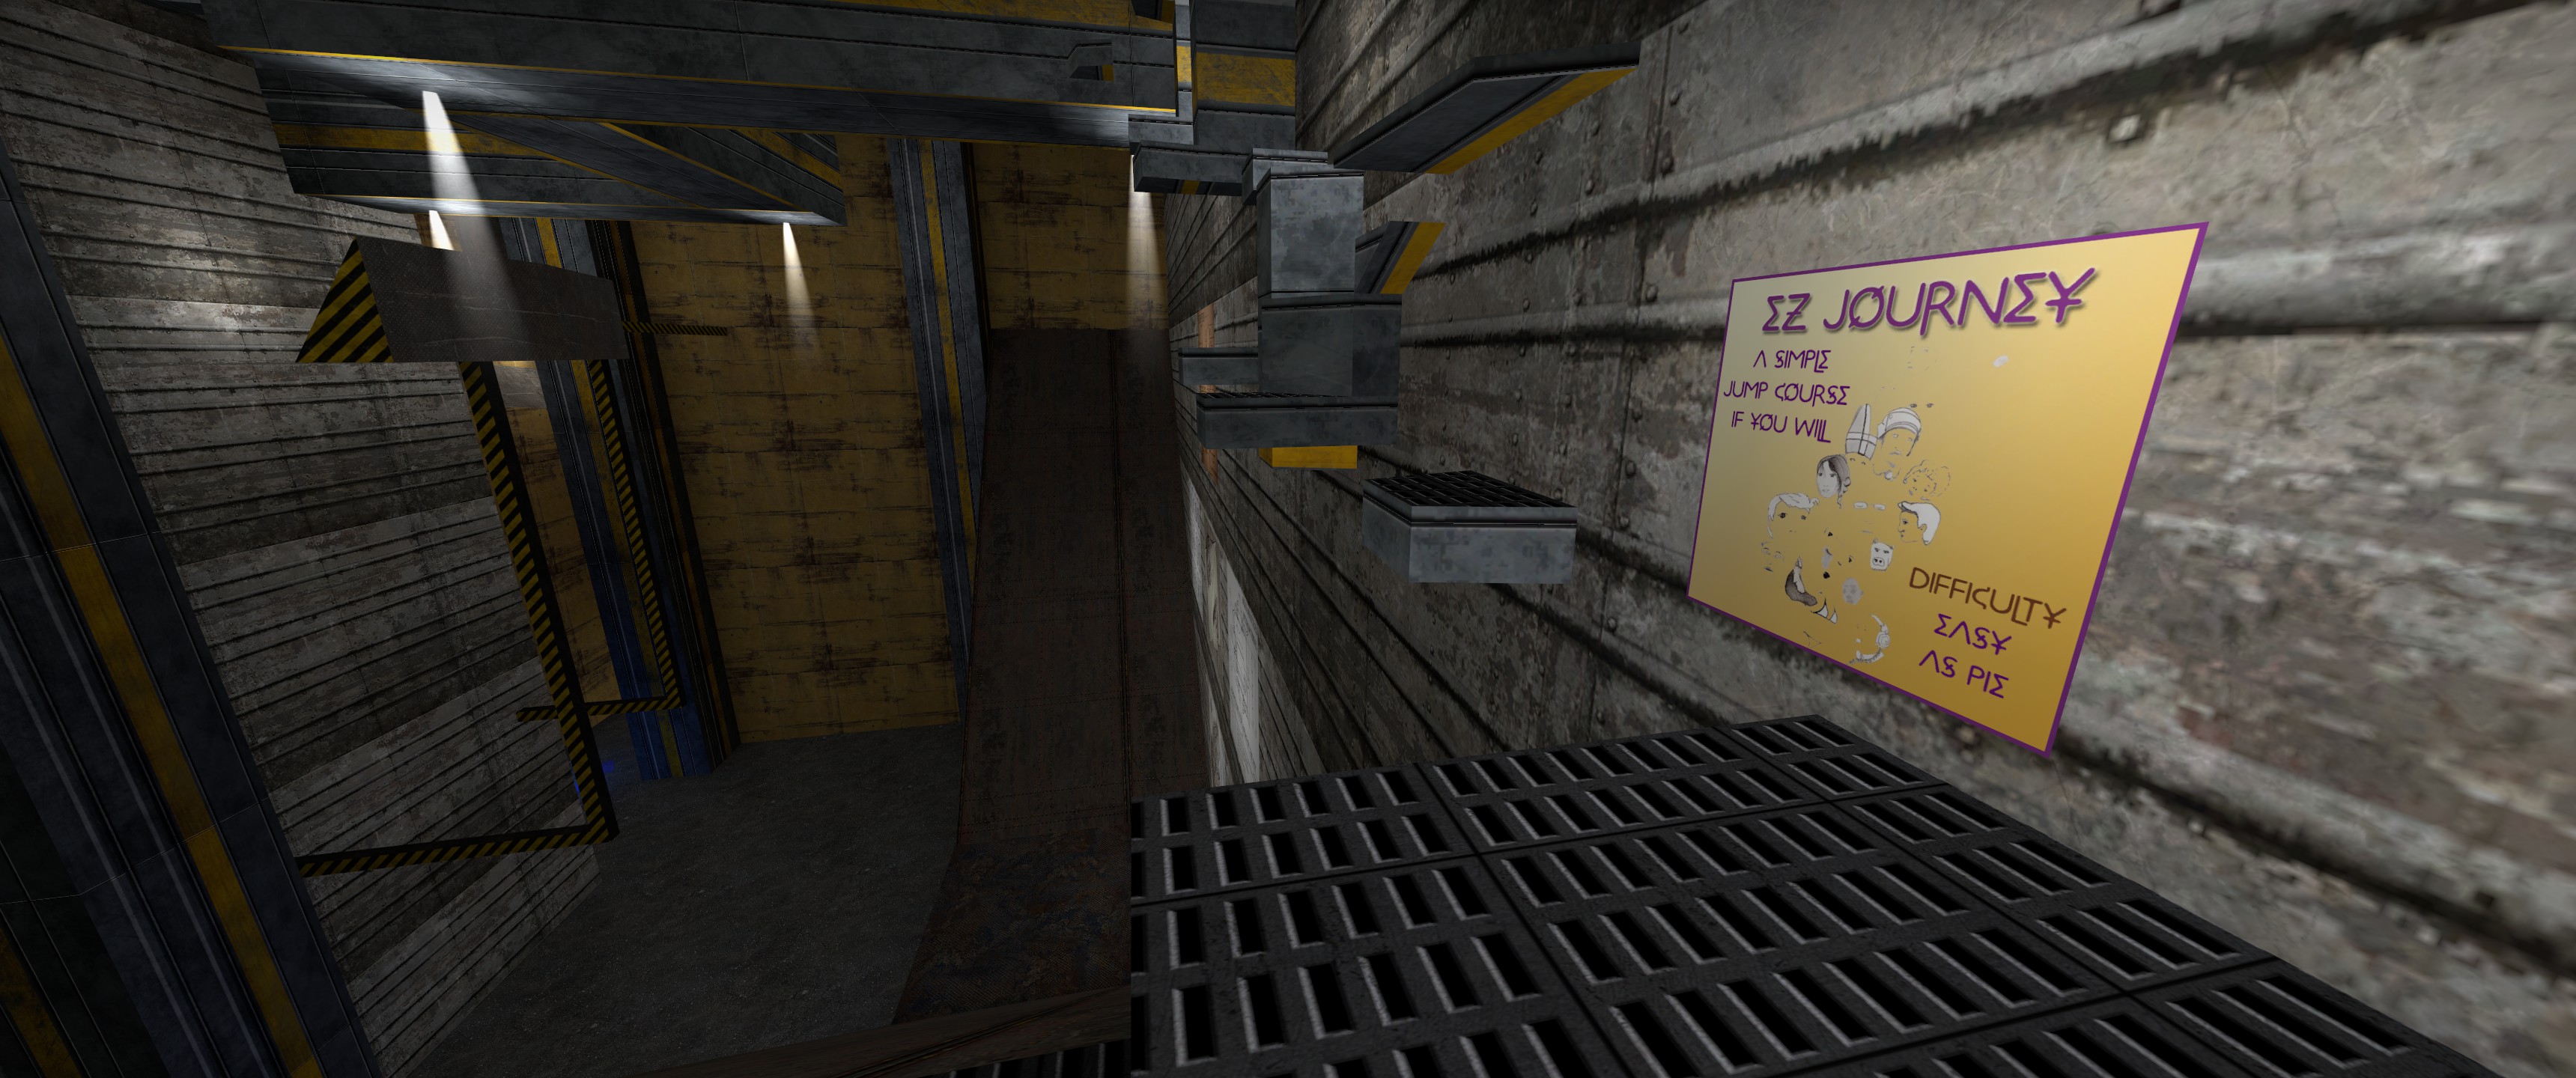 EZ JOURNEY
A SIMPLE
JUMP COURSE
IF YOU WILL
DIFFICULTY
EASY
AS PIE